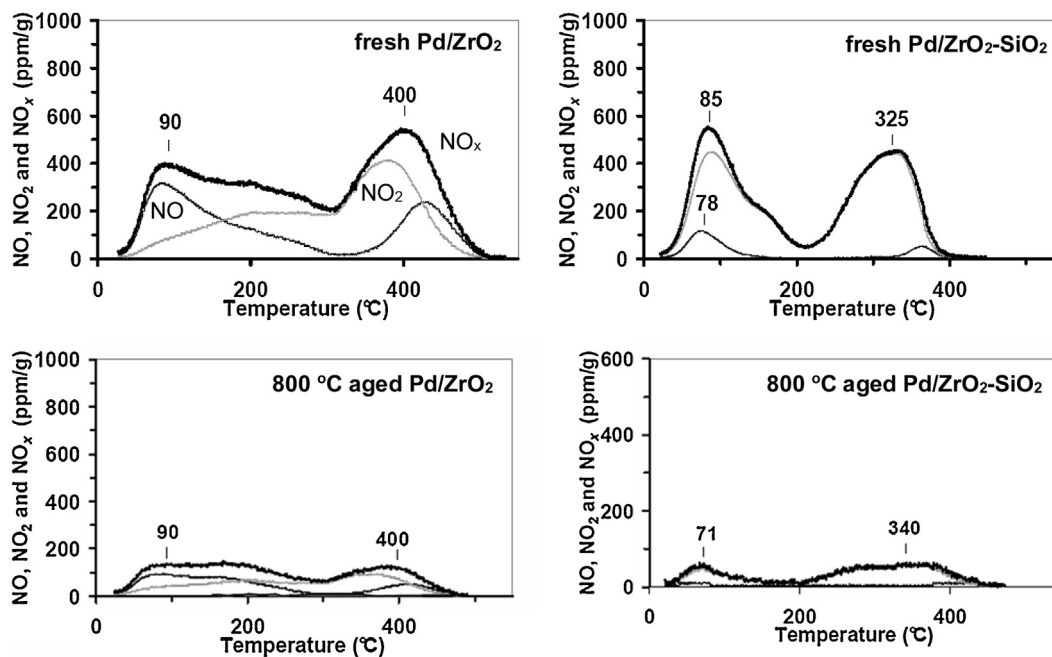 NO, NO2 and NOx (ppm/g)
1000
800
600
400
200
0
fresh Pd/ZrO2
90
400
NOx
NO
NO2
0
200
400
Temperature (°C)
NO, NO2 and NOx (ppm/g)
1000
800
600
400
200
0
fresh Pd/ZrO2-SiO2
85
325
78
0
200
400
Temperature (°C)
NO, NO2 and NOx (ppm/g)
1000
800
600
400
200
0
800 °C aged Pd/ZrO2
90
400
0
200
400
Temperature (°C)
NO, NO2 and NOx (ppm/g)
600
400
200
0
800 °C aged Pd/ZrO2-SiO2
71
340
0
200
400
Temperature (°C)